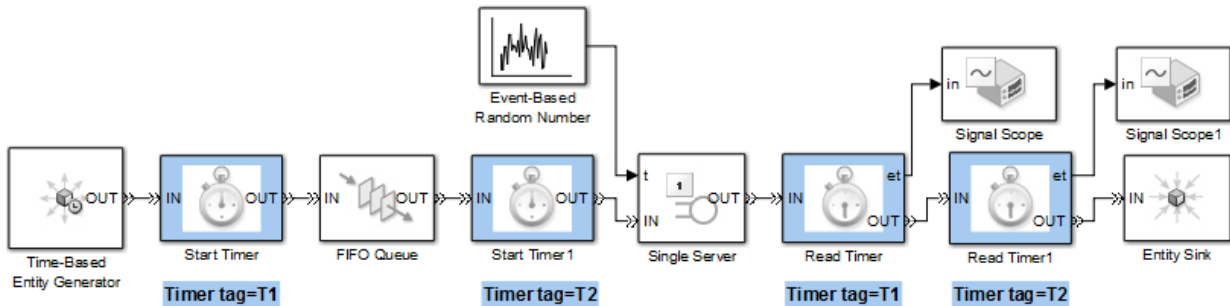 Event-Based
Random Number
in
Signal Scope
in
Signal Scope1
OUT
Time-Based
Entity Generator
IN
OUT
Start Timer
IN
OUT
FIFO Queue
IN
OUT
Start Timer1
t
1
IN
OUT
Single Server
IN
et
OUT
Read Timer
IN
et
OUT
Read Timer1
IN
Entity Sink
Timer tag=T1
Timer tag=T2
Timer tag=T1
Timer tag=T2